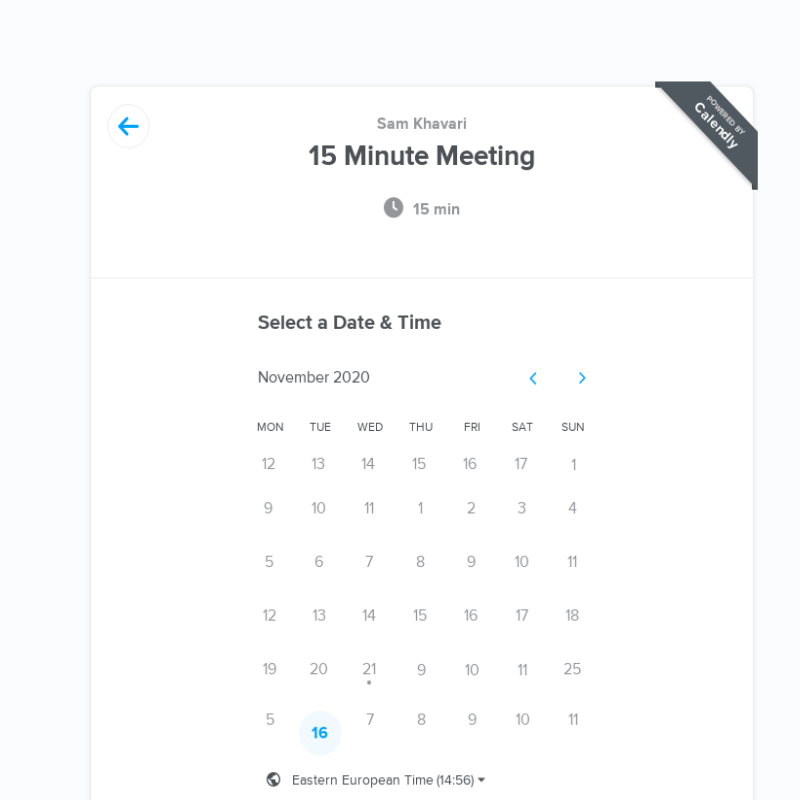 POWERED BY
Calendly
Sam Khavari
15 Minute Meeting
15 min
Select a Date & Time
November 2020
MON TUE WED THU FRI SAT SUN
12 13 14 15 16 17 1
9 10 11 1 2 3 4
5 6 7 8 9 10 11
12 13 14 15 16 17 18
19 20 21 9 10 11 25
5 16 7 8 9 10 11
Eastern European Time (14:56)